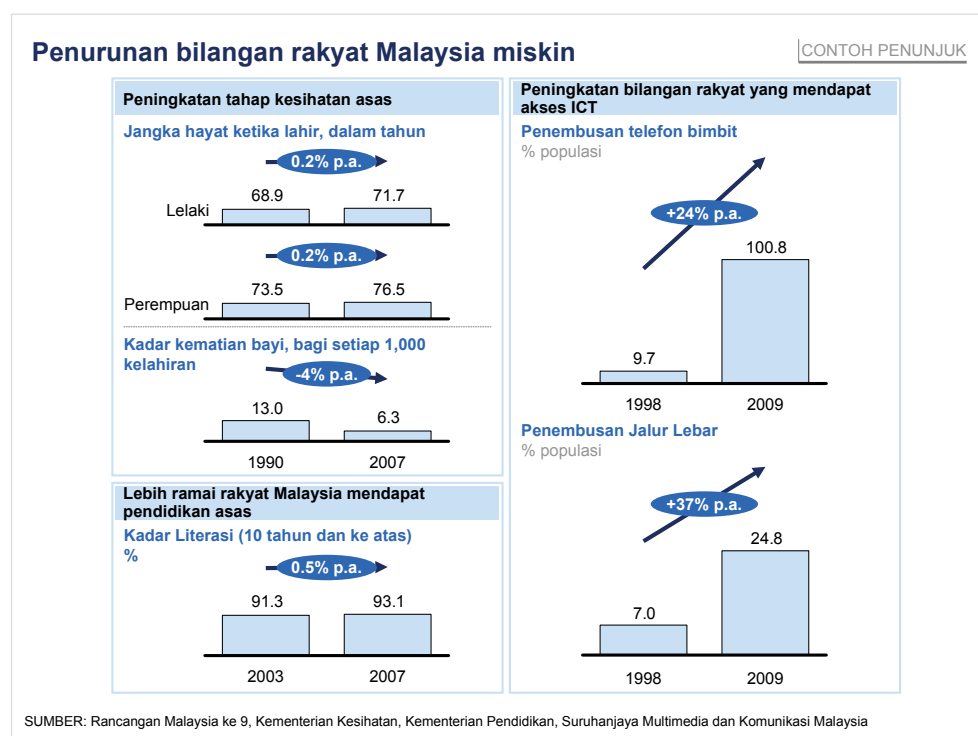 Penurunan bilangan rakyat Malaysia miskin
CONTOH PENUNJUK
Peningkatan tahap kesihatan asas
Jangka hayat ketika lahir, dalam tahun
0.2% p.a.
68.9
71.7
Lelaki
0.2% p.a.
73.5
76.5
Perempuan
Kadar kematian bayi, bagi setiap 1,000
kelahiran
-4% p.a.
13.0
6.3
1990
2007
Lebih ramai rakyat Malaysia mendapat
pendidikan asas
Kadar Literasi (10 tahun dan ke atas)
%
0.5% p.a.
91.3
93.1
2003
2007
Peningkatan bilangan rakyat yang mendapat
akses ICT
Penembusan telefon bimbit
% populasi
+24% p.a.
100.8
9.7
1998
2009
Penembusan Jalur Lebar
% populasi
+37% p.a.
24.8
7.0
1998
2009
SUMBER: Rancangan Malaysia ke 9, Kementerian Kesihatan, Kementerian Pendidikan, Suruhanjaya Multimedia dan Komunikasi Malaysia